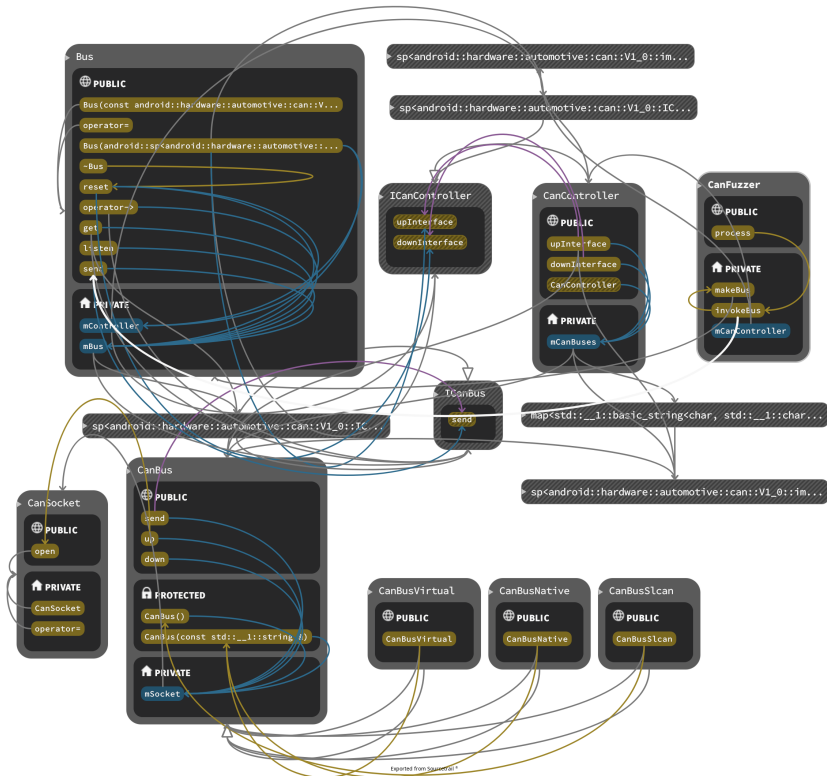 Bus
PUBLIC
Bus(const android::hardware::automotive::can::V...
operator=
Bus(android::sp<android::hardware::automotive::...
~Bus
reset
operator->
get
listen
send
PRIVATE
mController
mBus
sp<android::hardware::automotive::can::V1_0::im...
sp<android::hardware::automotive::can::V1_0::IC...
ICanController
upInterface
downInterface
CanController
PUBLIC
upInterface
downInterface
CanController
PRIVATE
mCanBuses
CanFuzzer
PUBLIC
process
PRIVATE
makeBus
invokeBus
mCanController
ICanBus
send
sp<android::hardware::automotive::can::V1_0::IC...
map<std::__1::basic_string<char, std::__1::char...
sp<android::hardware::automotive::can::V1_0::im...
CanSocket
PUBLIC
open
PRIVATE
CanSocket
operator=
CanBus
PUBLIC
send
up
down
PROTECTED
CanBus()
CanBus(const std::__1::string &)
PRIVATE
mSocket
CanBusVirtual
PUBLIC
CanBusVirtual
CanBusNative
PUBLIC
CanBusNative
CanBusSlcan
PUBLIC
CanBusSlcan
Exported from Sourcetrail